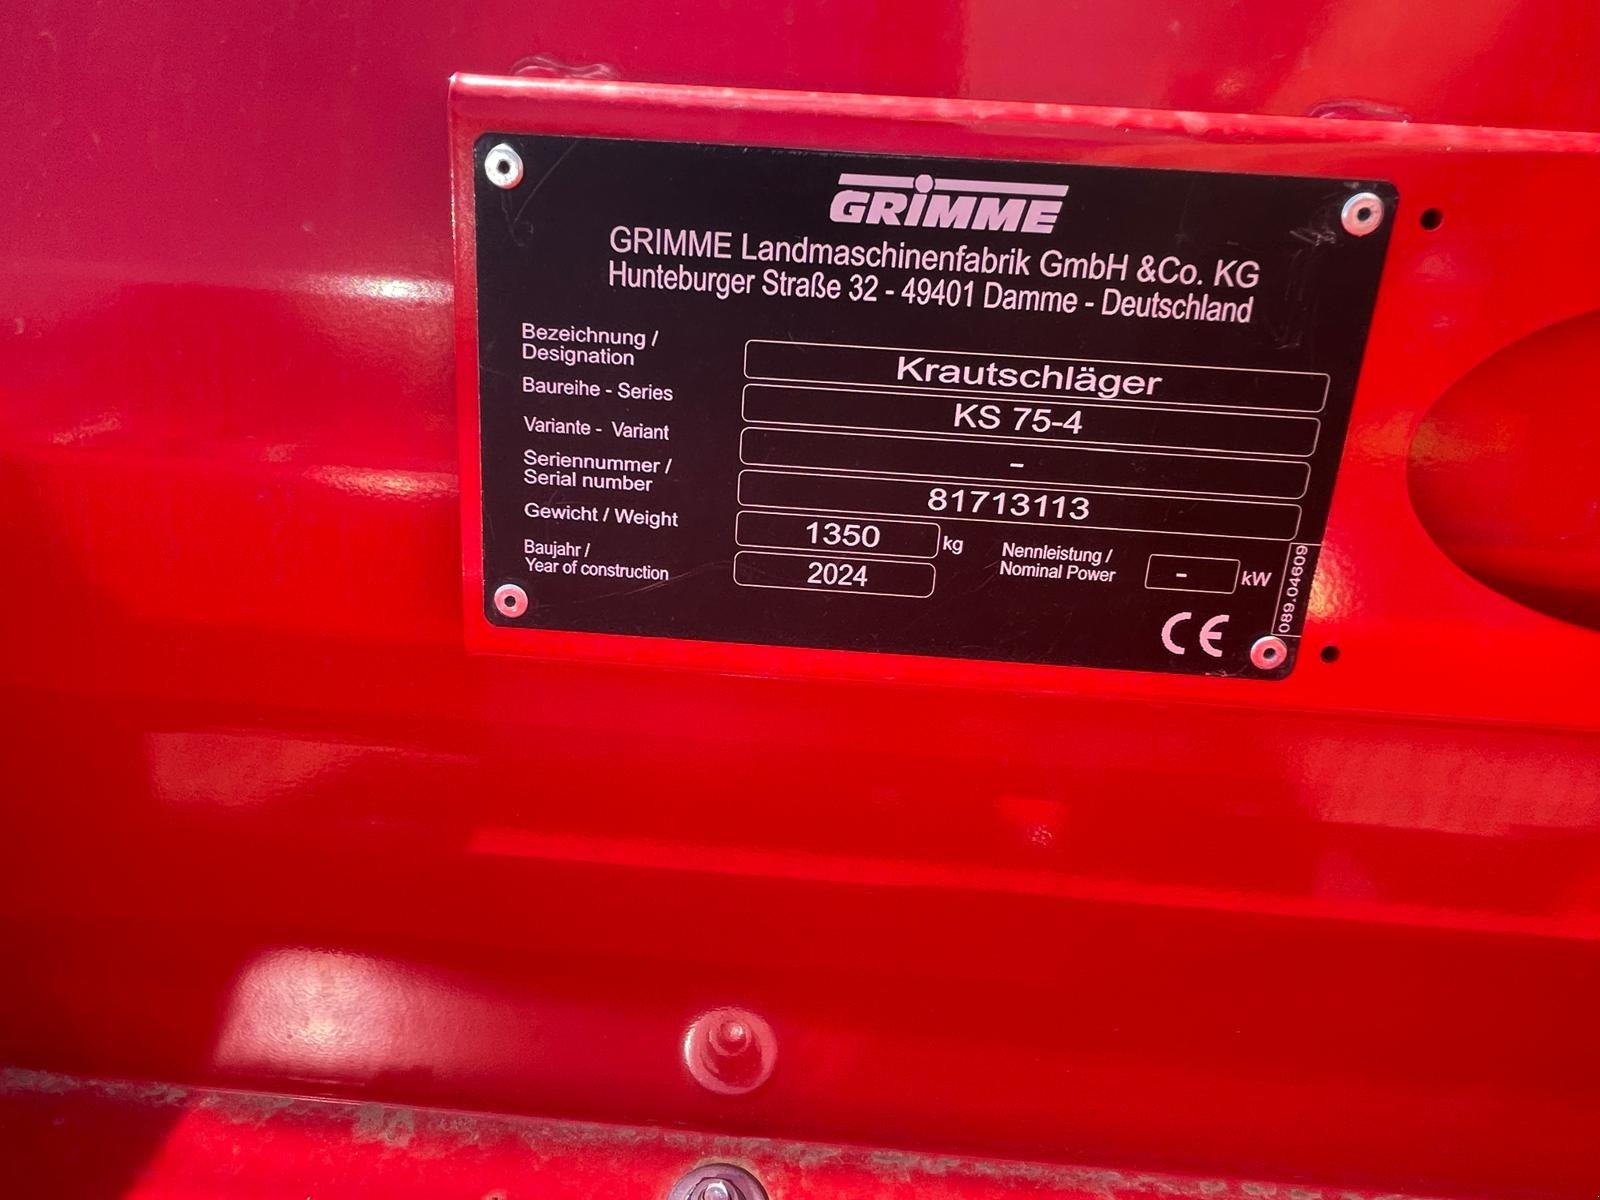 GRIMME
GRIMME Landmaschinenfabrik GmbH &Co. KG
Hunteburger Straße 32 - 49401 Damme - Deutschland
Bezeichnung /
Designation
Krautschläger
Baureihe - Series
KS 75-4
Variante - Variant
-
Seriennummer /
Serial number
81713113
Gewicht / Weight
1350 kg
Baujahr /
Year of construction
2024
Nennleistung /
Nominal Power
- kW
CE
089.04609